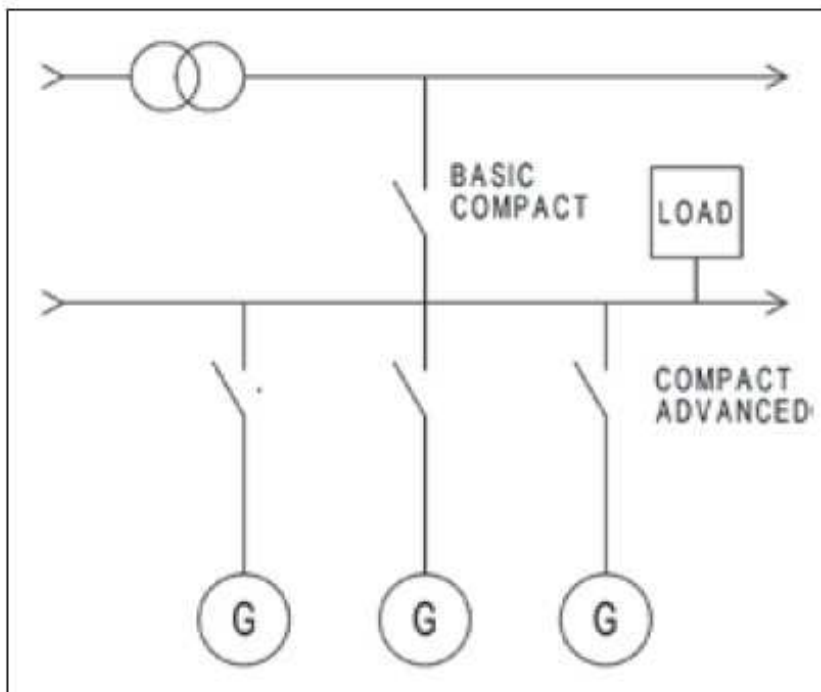 BASIC
COMPACT
LOAD
COMPACT
ADVANCED
G
G
G